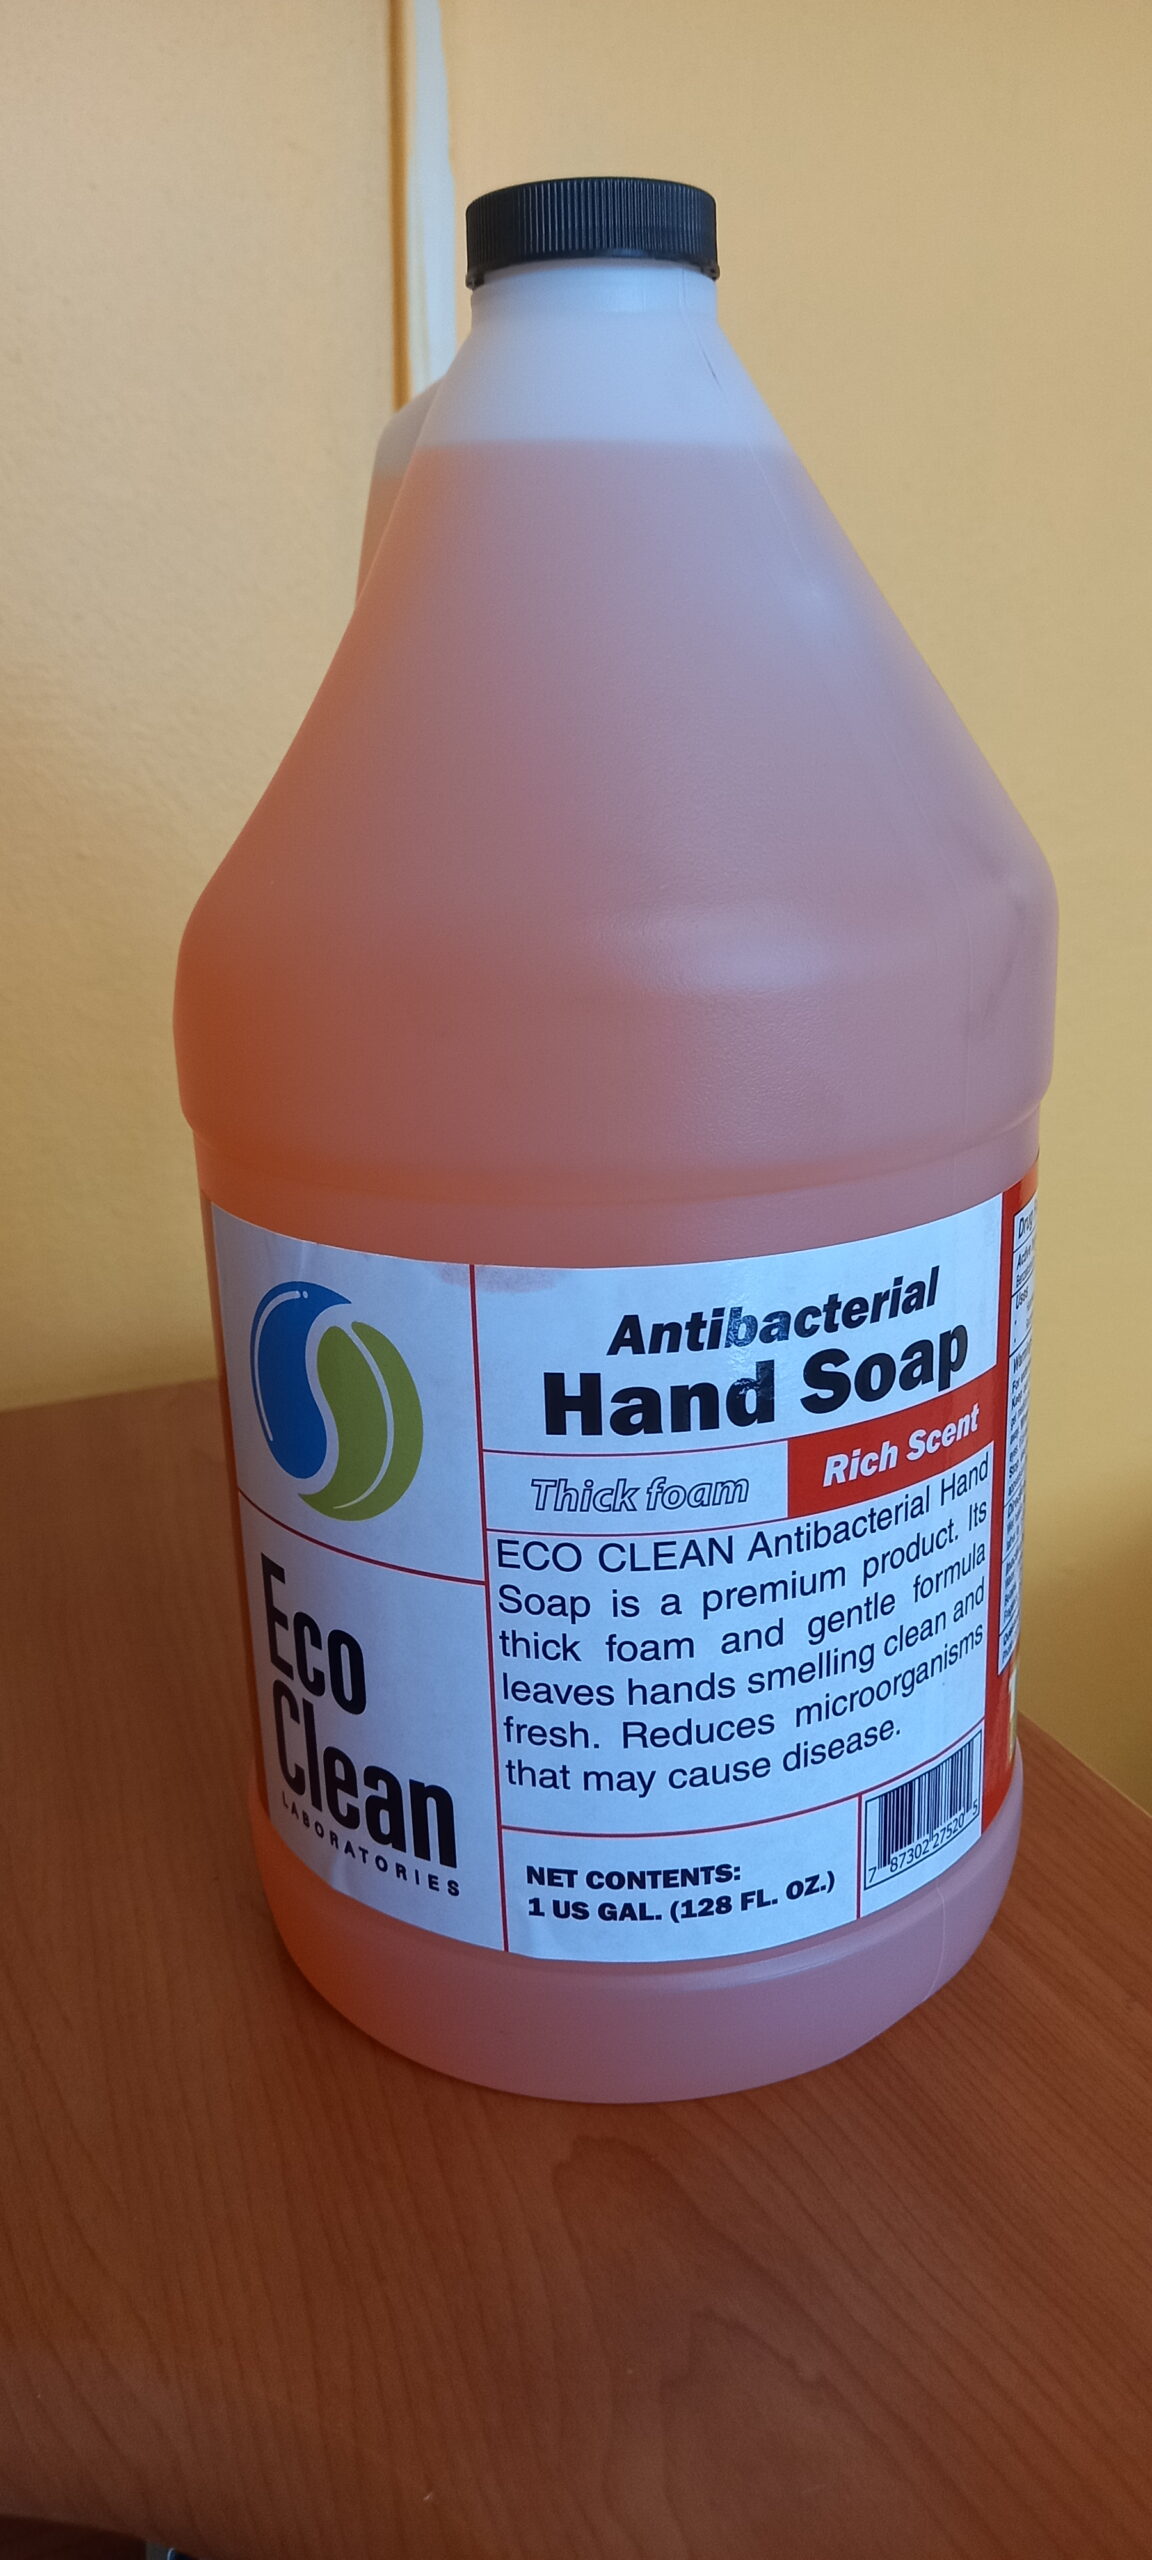 Antibacterial
Hand Soap
Thick foam
Rich Scent
ECO CLEAN Antibacterial Hand
Soap is a premium product. Its
thick foam and gentle formula
leaves hands smelling clean and
fresh. Reduces microorganisms
that may cause disease.
Eco
Clean
LABORATORIES
NET CONTENTS:
1 US GAL. (128 FL. OZ.)
7 87302 27520 5